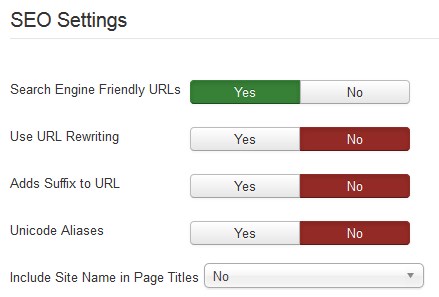 SEO Settings
Search Engine Friendly URLs Yes No
Use URL Rewriting Yes No
Adds Suffix to URL Yes No
Unicode Aliases Yes No
Include Site Name in Page Titles No